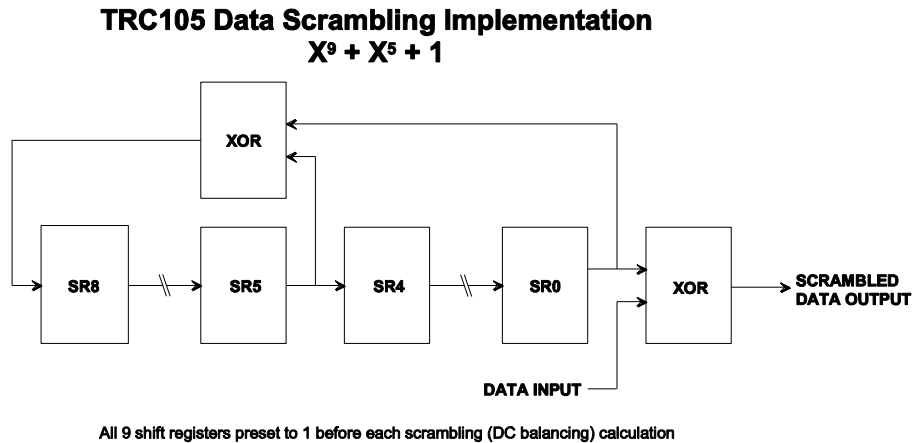 TRC105 Data Scrambling Implementation
X⁹ + X⁵ + 1
XOR
SR8
SR5
SR4
SR0
XOR
SCRAMBLED
DATA OUTPUT
DATA INPUT
All 9 shift registers preset to 1 before each scrambling (DC balancing) calculation